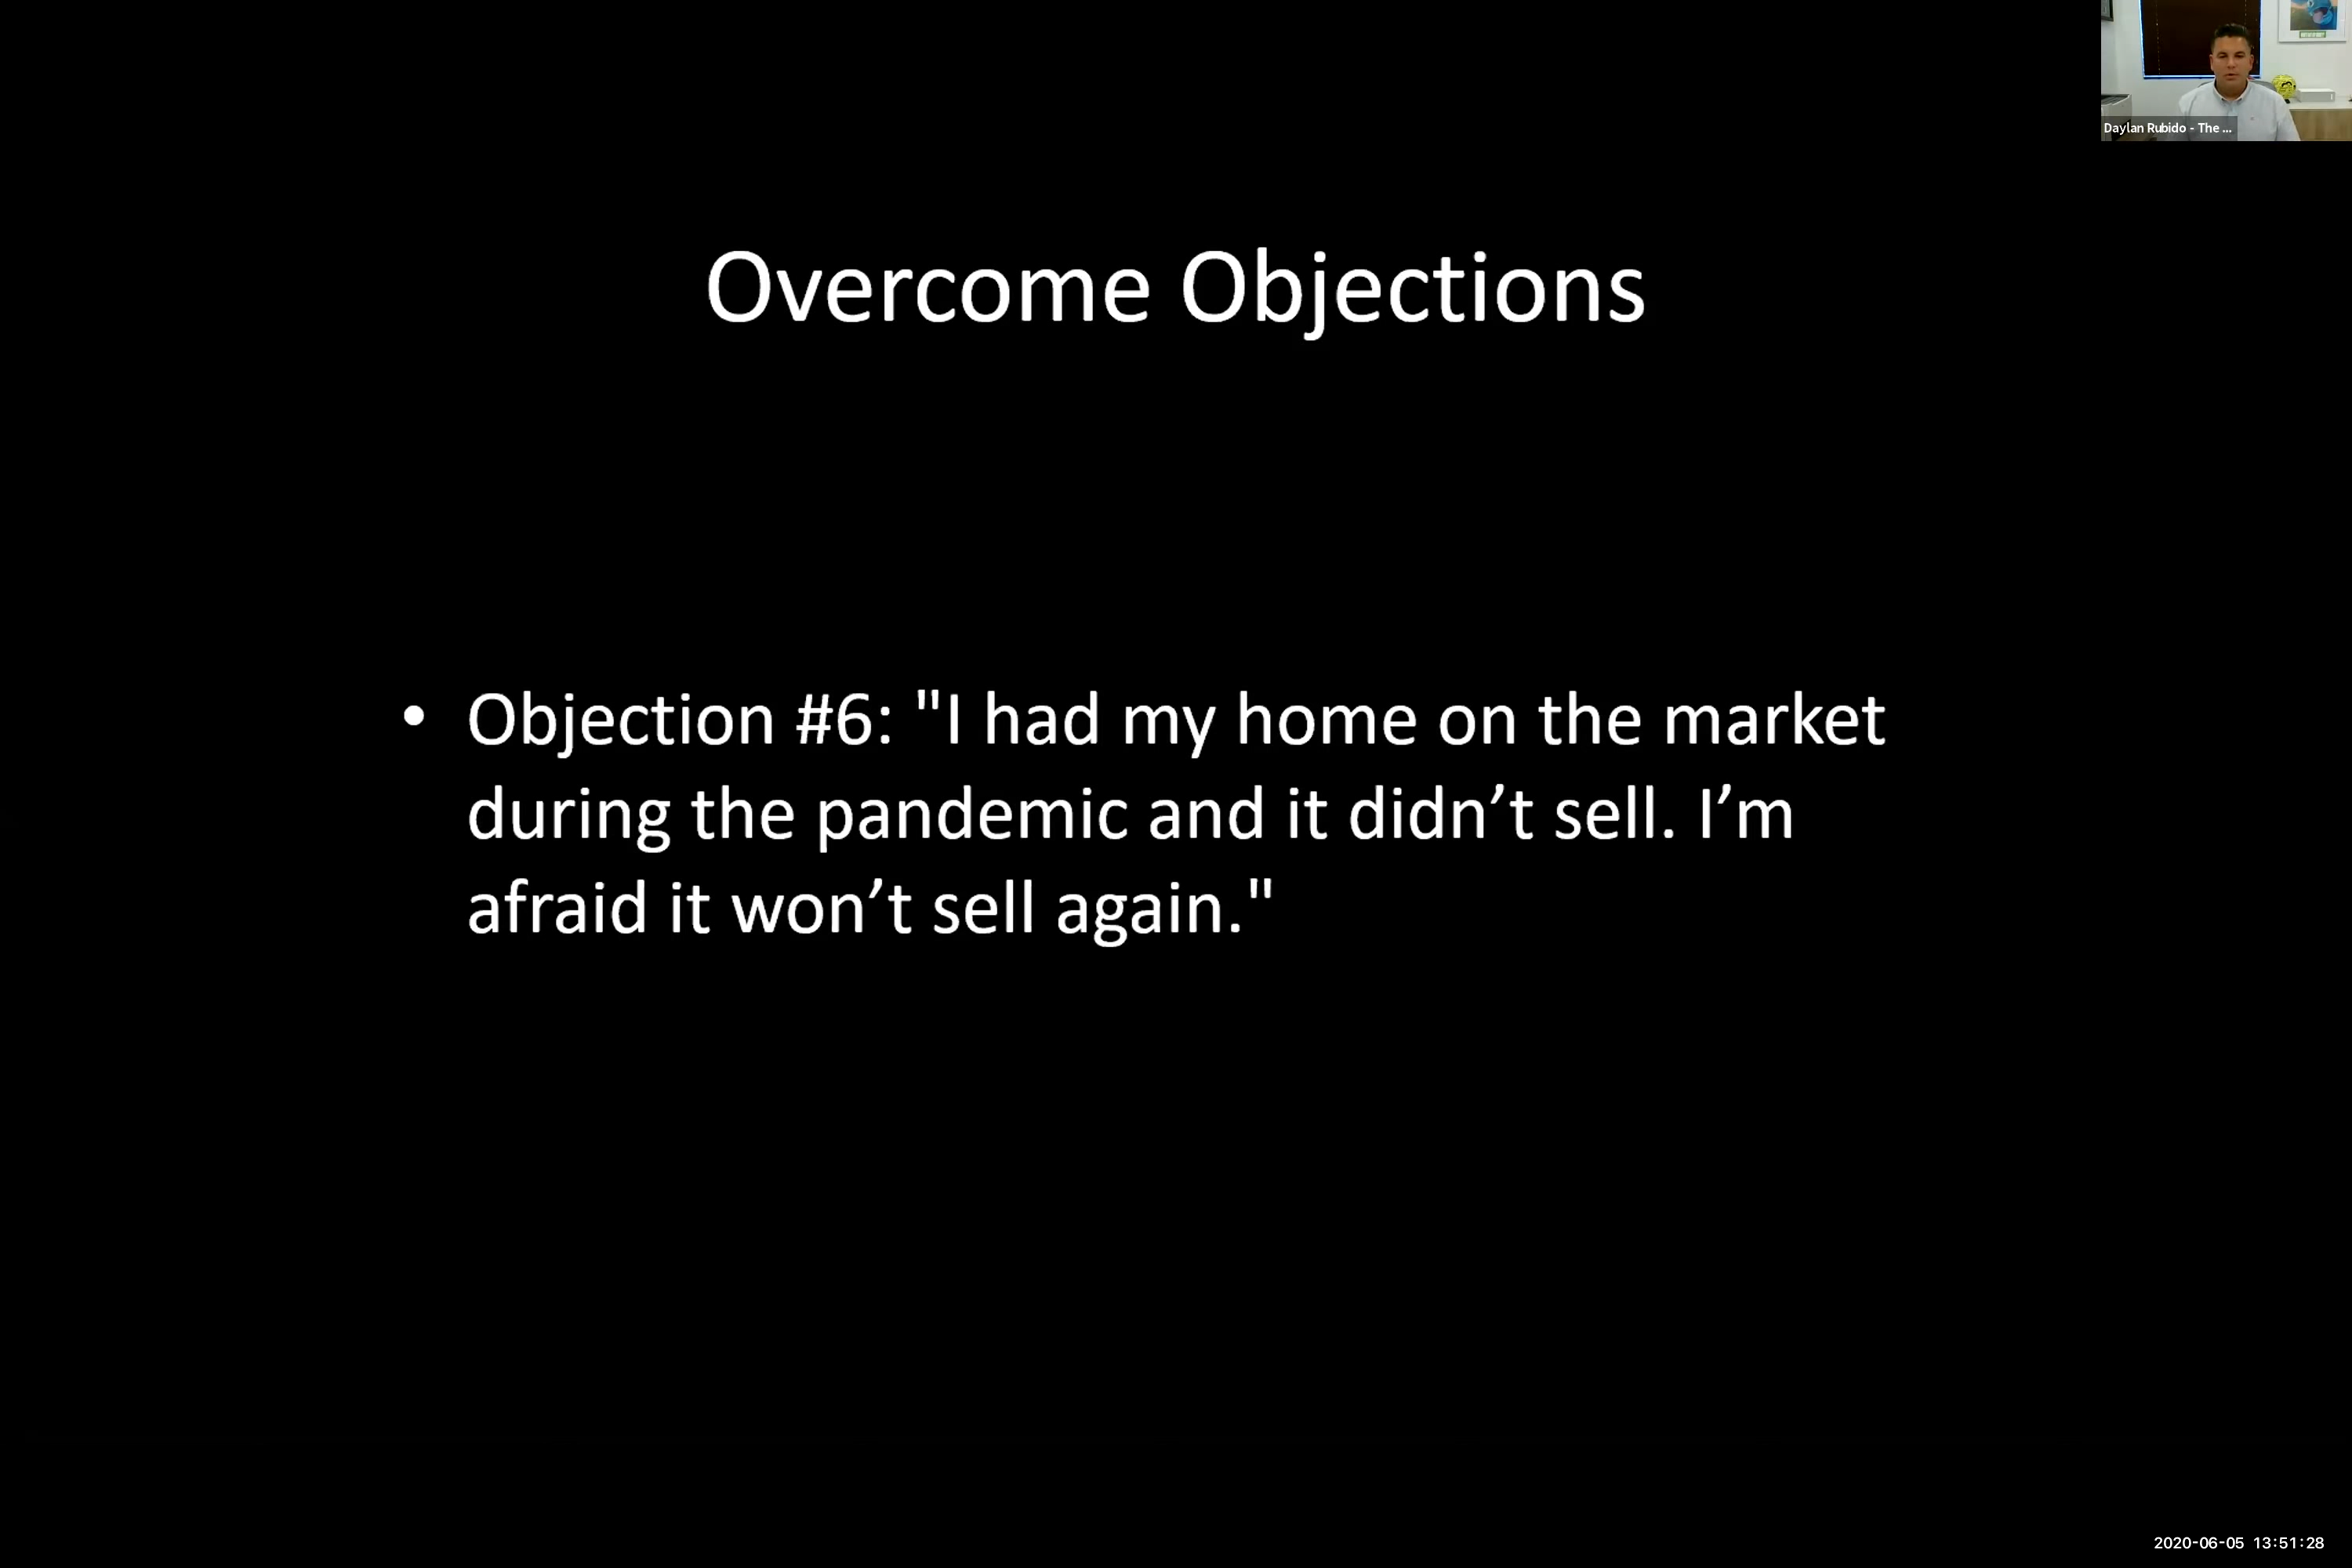 Daylan Rubido - The ...
Overcome Objections
• Objection #6: "I had my home on the market
during the pandemic and it didn’t sell. I’m
afraid it won’t sell again."
2020-06-05 13:51:28